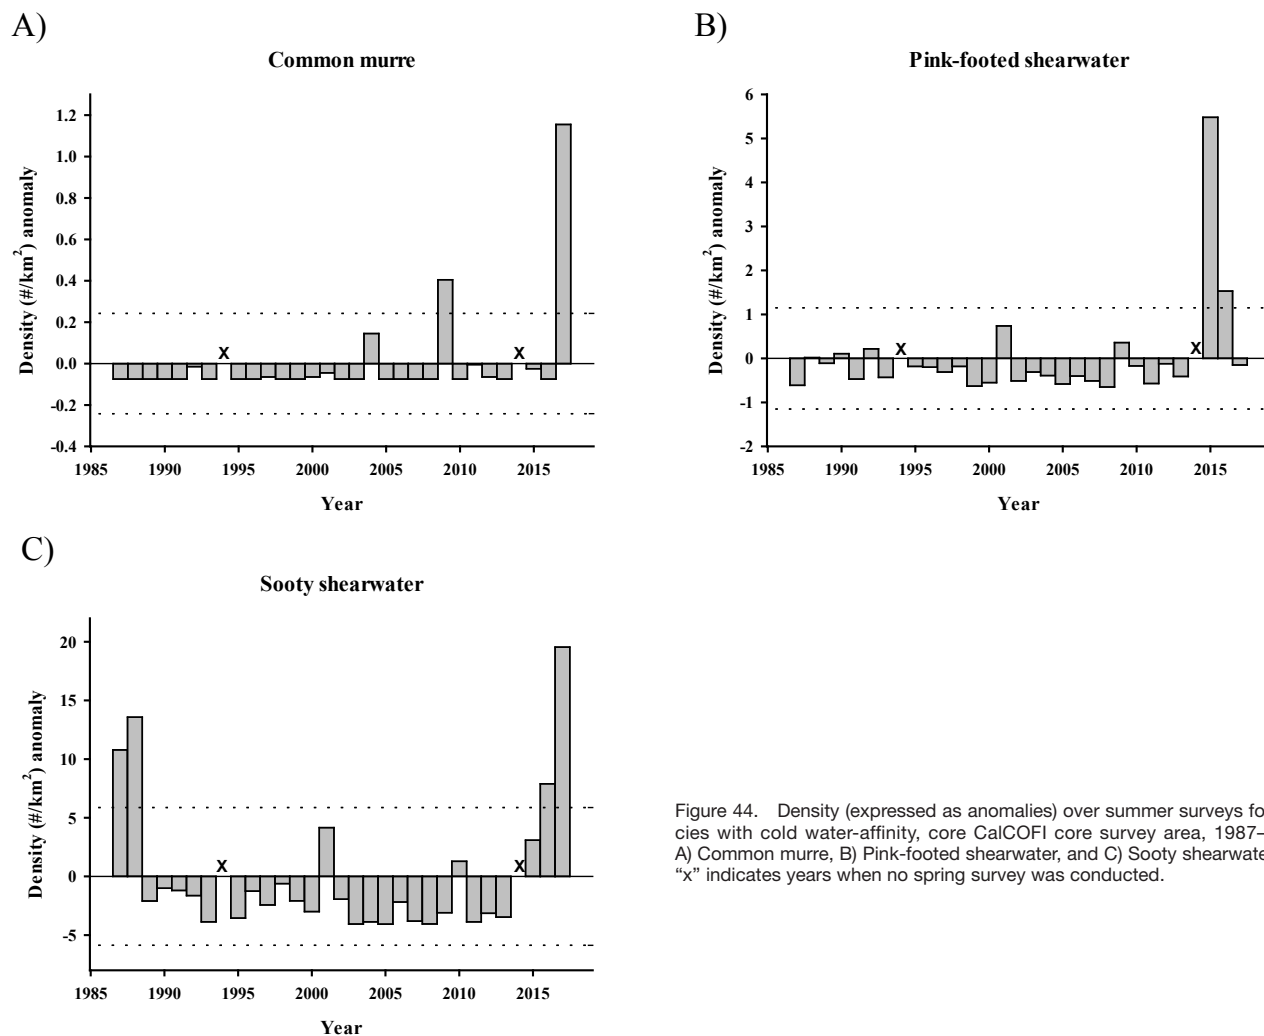 A)
Common murre
Density (#/km²) anomaly
1.2
1.0
0.8
0.6
0.4
0.2
0.0
-0.2
-0.4
x
x
1985 1990 1995 2000 2005 2010 2015
Year
B)
Pink-footed shearwater
Density (#/km²) anomaly
6
5
4
3
2
1
0
-1
-2
x
x
1985 1990 1995 2000 2005 2010 2015
Year
C)
Sooty shearwater
Density (#/km²) anomaly
20
15
10
5
0
-5
x
x
1985 1990 1995 2000 2005 2010 2015
Year
Figure 44. Density (expressed as anomalies) over summer surveys fo
cies with cold water-affinity, core CalCOFI core survey area, 1987–
A) Common murre, B) Pink-footed shearwater, and C) Sooty shearwate
“x” indicates years when no spring survey was conducted.